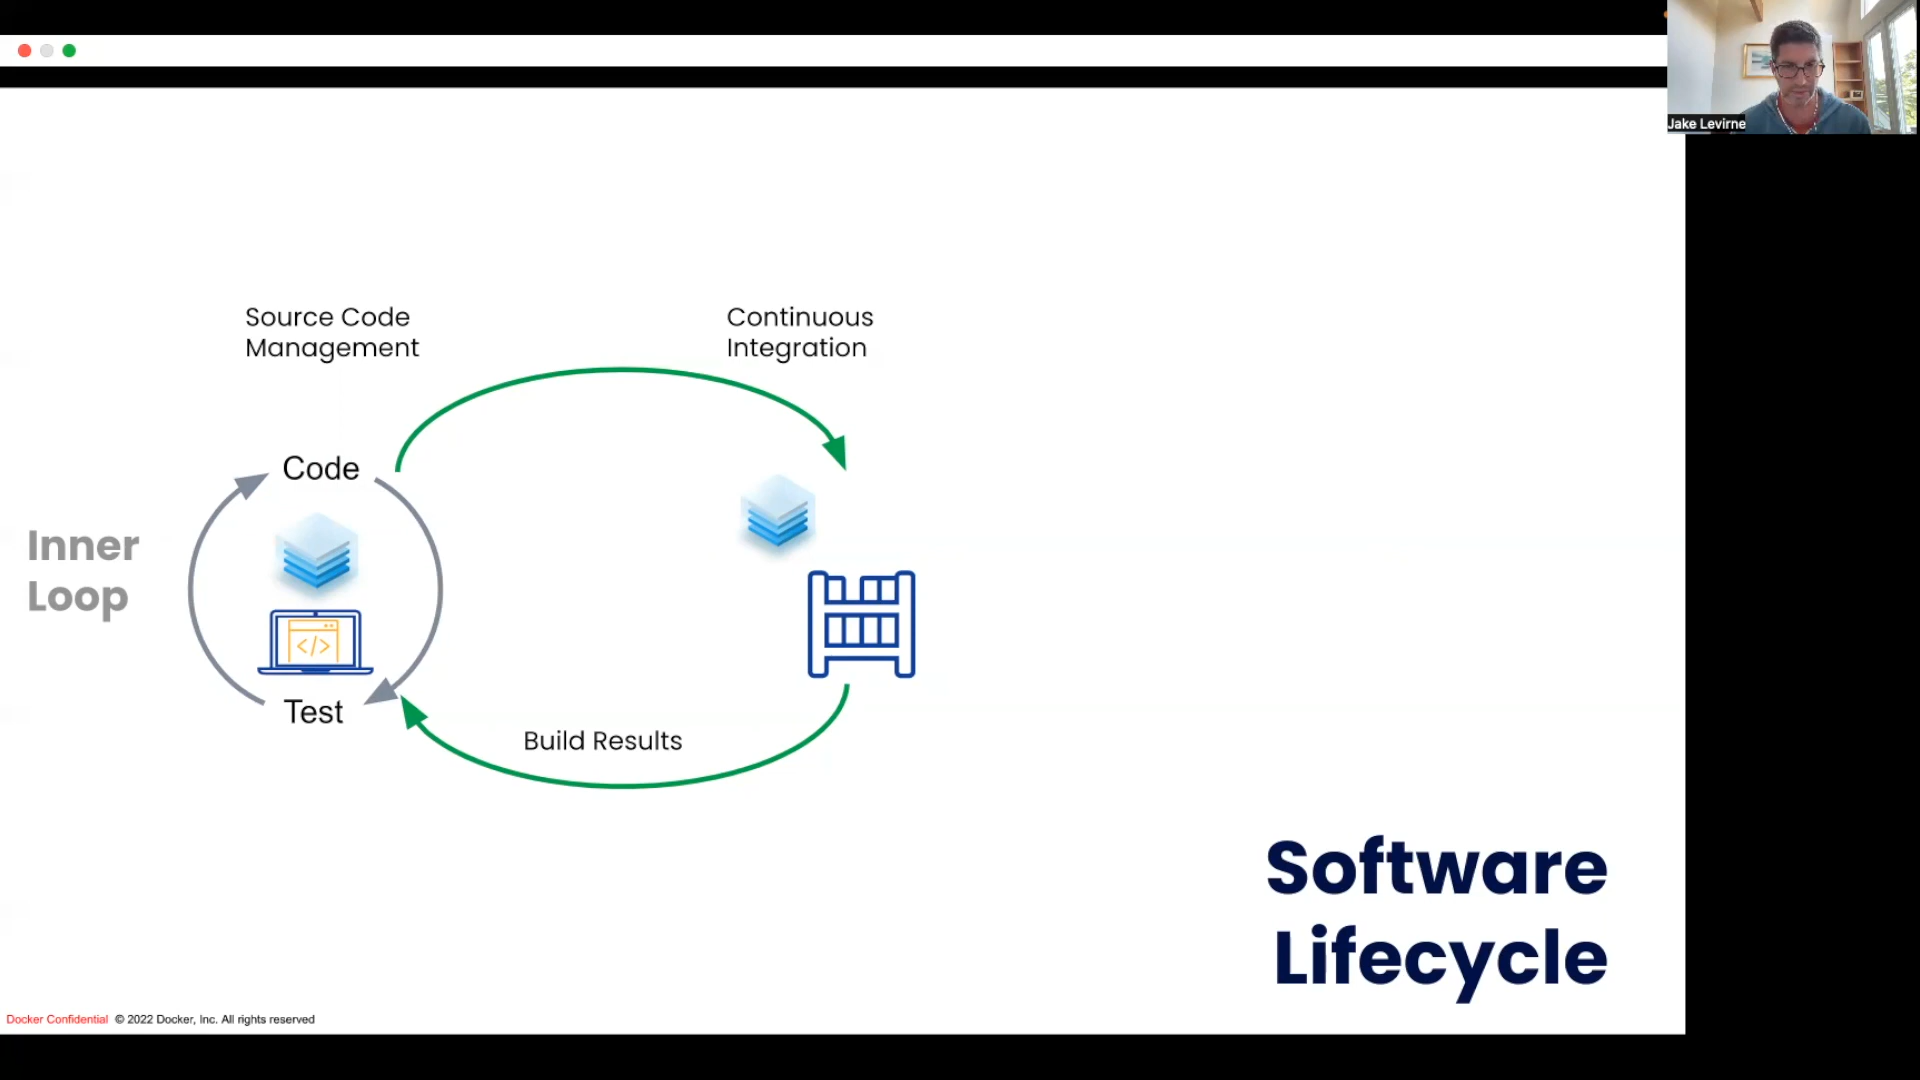 Jake Levirne
Source Code
Management
Continuous
Integration
Code
Inner
Loop
</>
Test
Build Results
Software
Lifecycle
Docker Confidential © 2022 Docker, Inc. All rights reserved